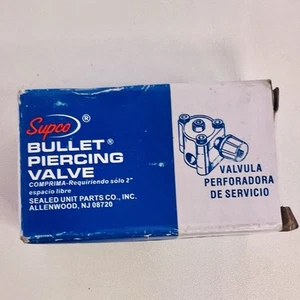 Supco®
BULLET®
PIERCING
VALVE
COMPRIMA-Requiriendo sólo 2"
espacio libre
SEALED UNIT PARTS CO., INC.
ALLENWOOD, NJ 08720
VALVULA
PERFORADORA
DE SERVICIO